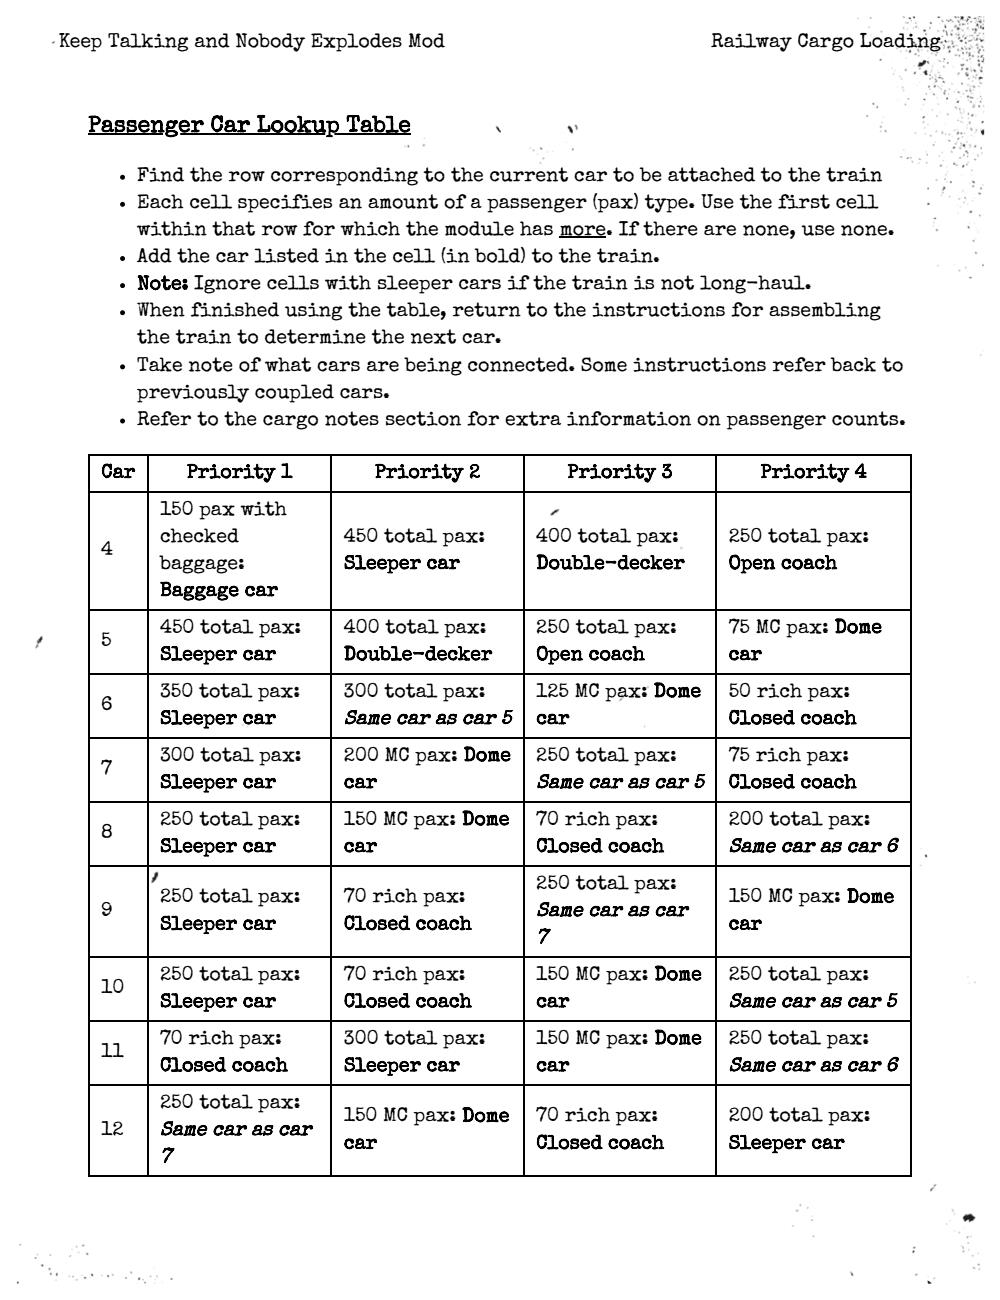 Keep Talking and Nobody Explodes Mod
Railway Cargo Loading
Passenger Car Lookup Table
• Find the row corresponding to the current car to be attached to the train
• Each cell specifies an amount of a passenger (pax) type. Use the first cell
within that row for which the module has more. If there are none, use none.
• Add the car listed in the cell (in bold) to the train.
• Note: Ignore cells with sleeper cars if the train is not long-haul.
• When finished using the table, return to the instructions for assembling
the train to determine the next car.
• Take note of what cars are being connected. Some instructions refer back to
previously coupled cars.
• Refer to the cargo notes section for extra information on passenger counts.
Car Priority 1 Priority 2 Priority 3 Priority 4
4
150 pax with
checked
baggage:
Baggage car
450 total pax:
Sleeper car
400 total pax:
Double-decker
250 total pax:
Open coach
5
450 total pax:
Sleeper car
400 total pax:
Double-decker
250 total pax:
Open coach
75 MC pax: Dome
car
6
350 total pax:
Sleeper car
300 total pax:
Same car as car 5
125 MC pax: Dome
car
50 rich pax:
Closed coach
7
300 total pax:
Sleeper car
200 MC pax: Dome
car
250 total pax:
Same car as car 5
75 rich pax:
Closed coach
8
250 total pax:
Sleeper car
150 MC pax: Dome
car
70 rich pax:
Closed coach
200 total pax:
Same car as car 6
9
250 total pax:
Sleeper car
70 rich pax:
Closed coach
250 total pax:
Same car as car
7
150 MC pax: Dome
car
10
250 total pax:
Sleeper car
70 rich pax:
Closed coach
150 MC pax: Dome
car
250 total pax:
Same car as car 5
11
70 rich pax:
Closed coach
300 total pax:
Sleeper car
150 MC pax: Dome
car
250 total pax:
Same car as car 6
12
250 total pax:
Same car as car
7
150 MC pax: Dome
car
70 rich pax:
Closed coach
200 total pax:
Sleeper car